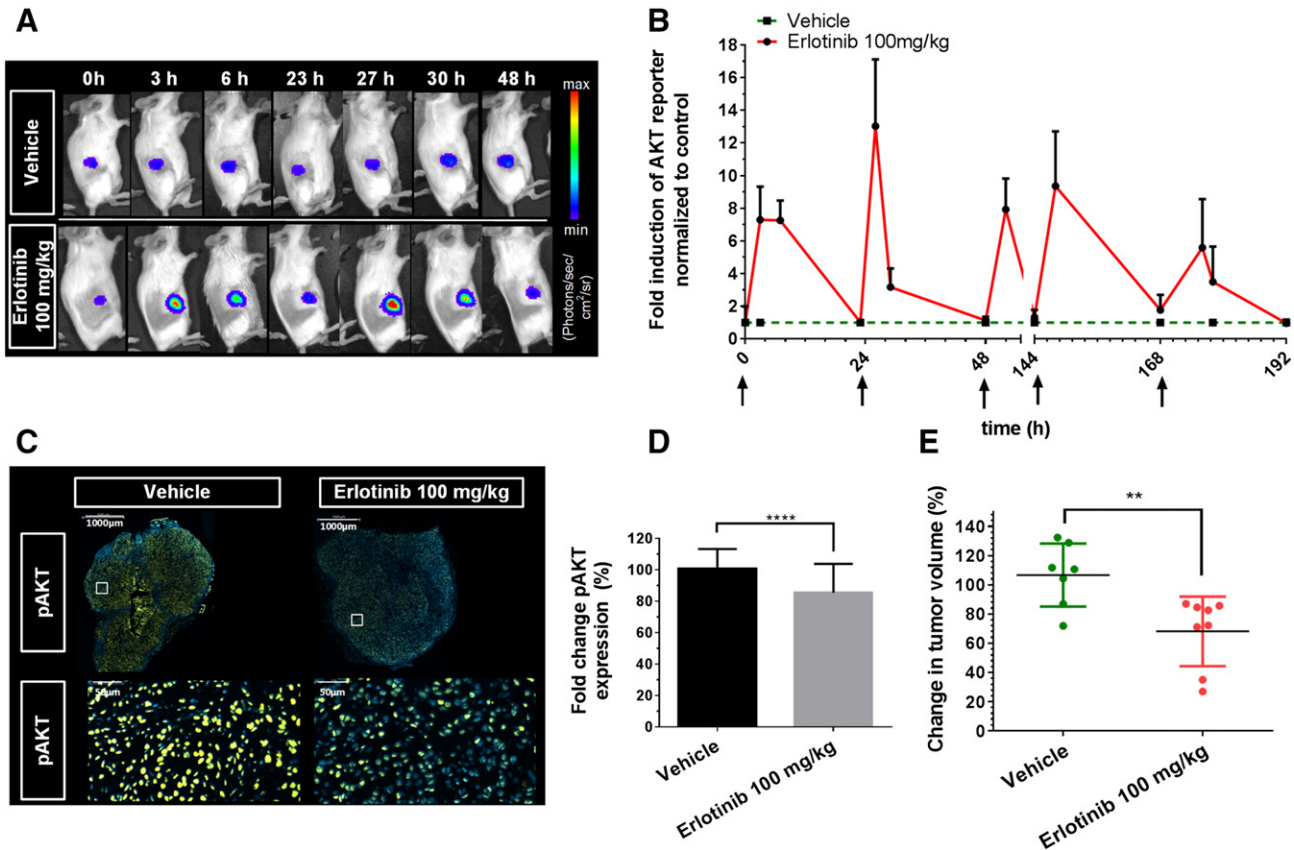 A
0h 3 h 6 h 23 h 27 h 30 h 48 h
Vehicle
Erlotinib
100 mg/kg
max
min
(Photons/sec/
cm²/sr)
B
Vehicle
Erlotinib 100mg/kg
Fold induction of AKT reporter
normalized to control
18
16
14
12
10
8
6
4
2
0
0 24 48 144 168 192
time (h)
C
Vehicle Erlotinib 100 mg/kg
pAKT
1000µm 1000µm
pAKT
50µm 50µm
D
Fold change pAKT
expression (%)
****
120
100
80
60
40
20
0
Vehicle
Erlotinib 100 mg/kg
E
Change in tumor volume (%)
**
140
120
100
80
60
40
20
0
Vehicle
Erlotinib 100 mg/kg